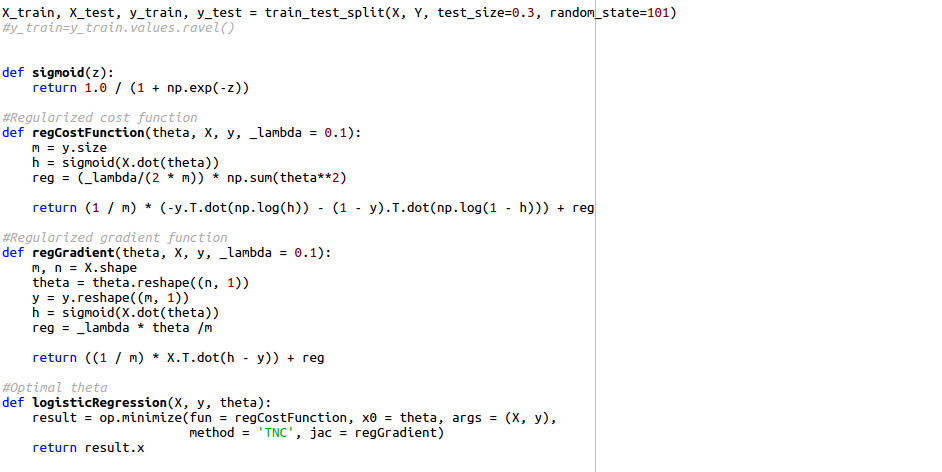 X_train, X_test, y_train, y_test = train_test_split(X, Y, test_size=0.3, random_state=101)
#y_train=y_train.values.ravel()
def sigmoid(z):
    return 1.0 / (1 + np.exp(-z))
#Regularized cost function
def regCostFunction(theta, X, y, _lambda = 0.1):
    m = y.size
    h = sigmoid(X.dot(theta))
    reg = (_lambda/(2 * m)) * np.sum(theta**2)
    return (1 / m) * (-y.T.dot(np.log(h)) - (1 - y).T.dot(np.log(1 - h))) + reg
#Regularized gradient function
def regGradient(theta, X, y, _lambda = 0.1):
    m, n = X.shape
    theta = theta.reshape((n, 1))
    y = y.reshape((m, 1))
    h = sigmoid(X.dot(theta))
    reg = _lambda * theta /m
    return ((1 / m) * X.T.dot(h - y)) + reg
#Optimal theta
def logisticRegression(X, y, theta):
    result = op.minimize(fun = regCostFunction, x0 = theta, args = (X, y),
                         method = 'TNC', jac = regGradient)
    return result.x